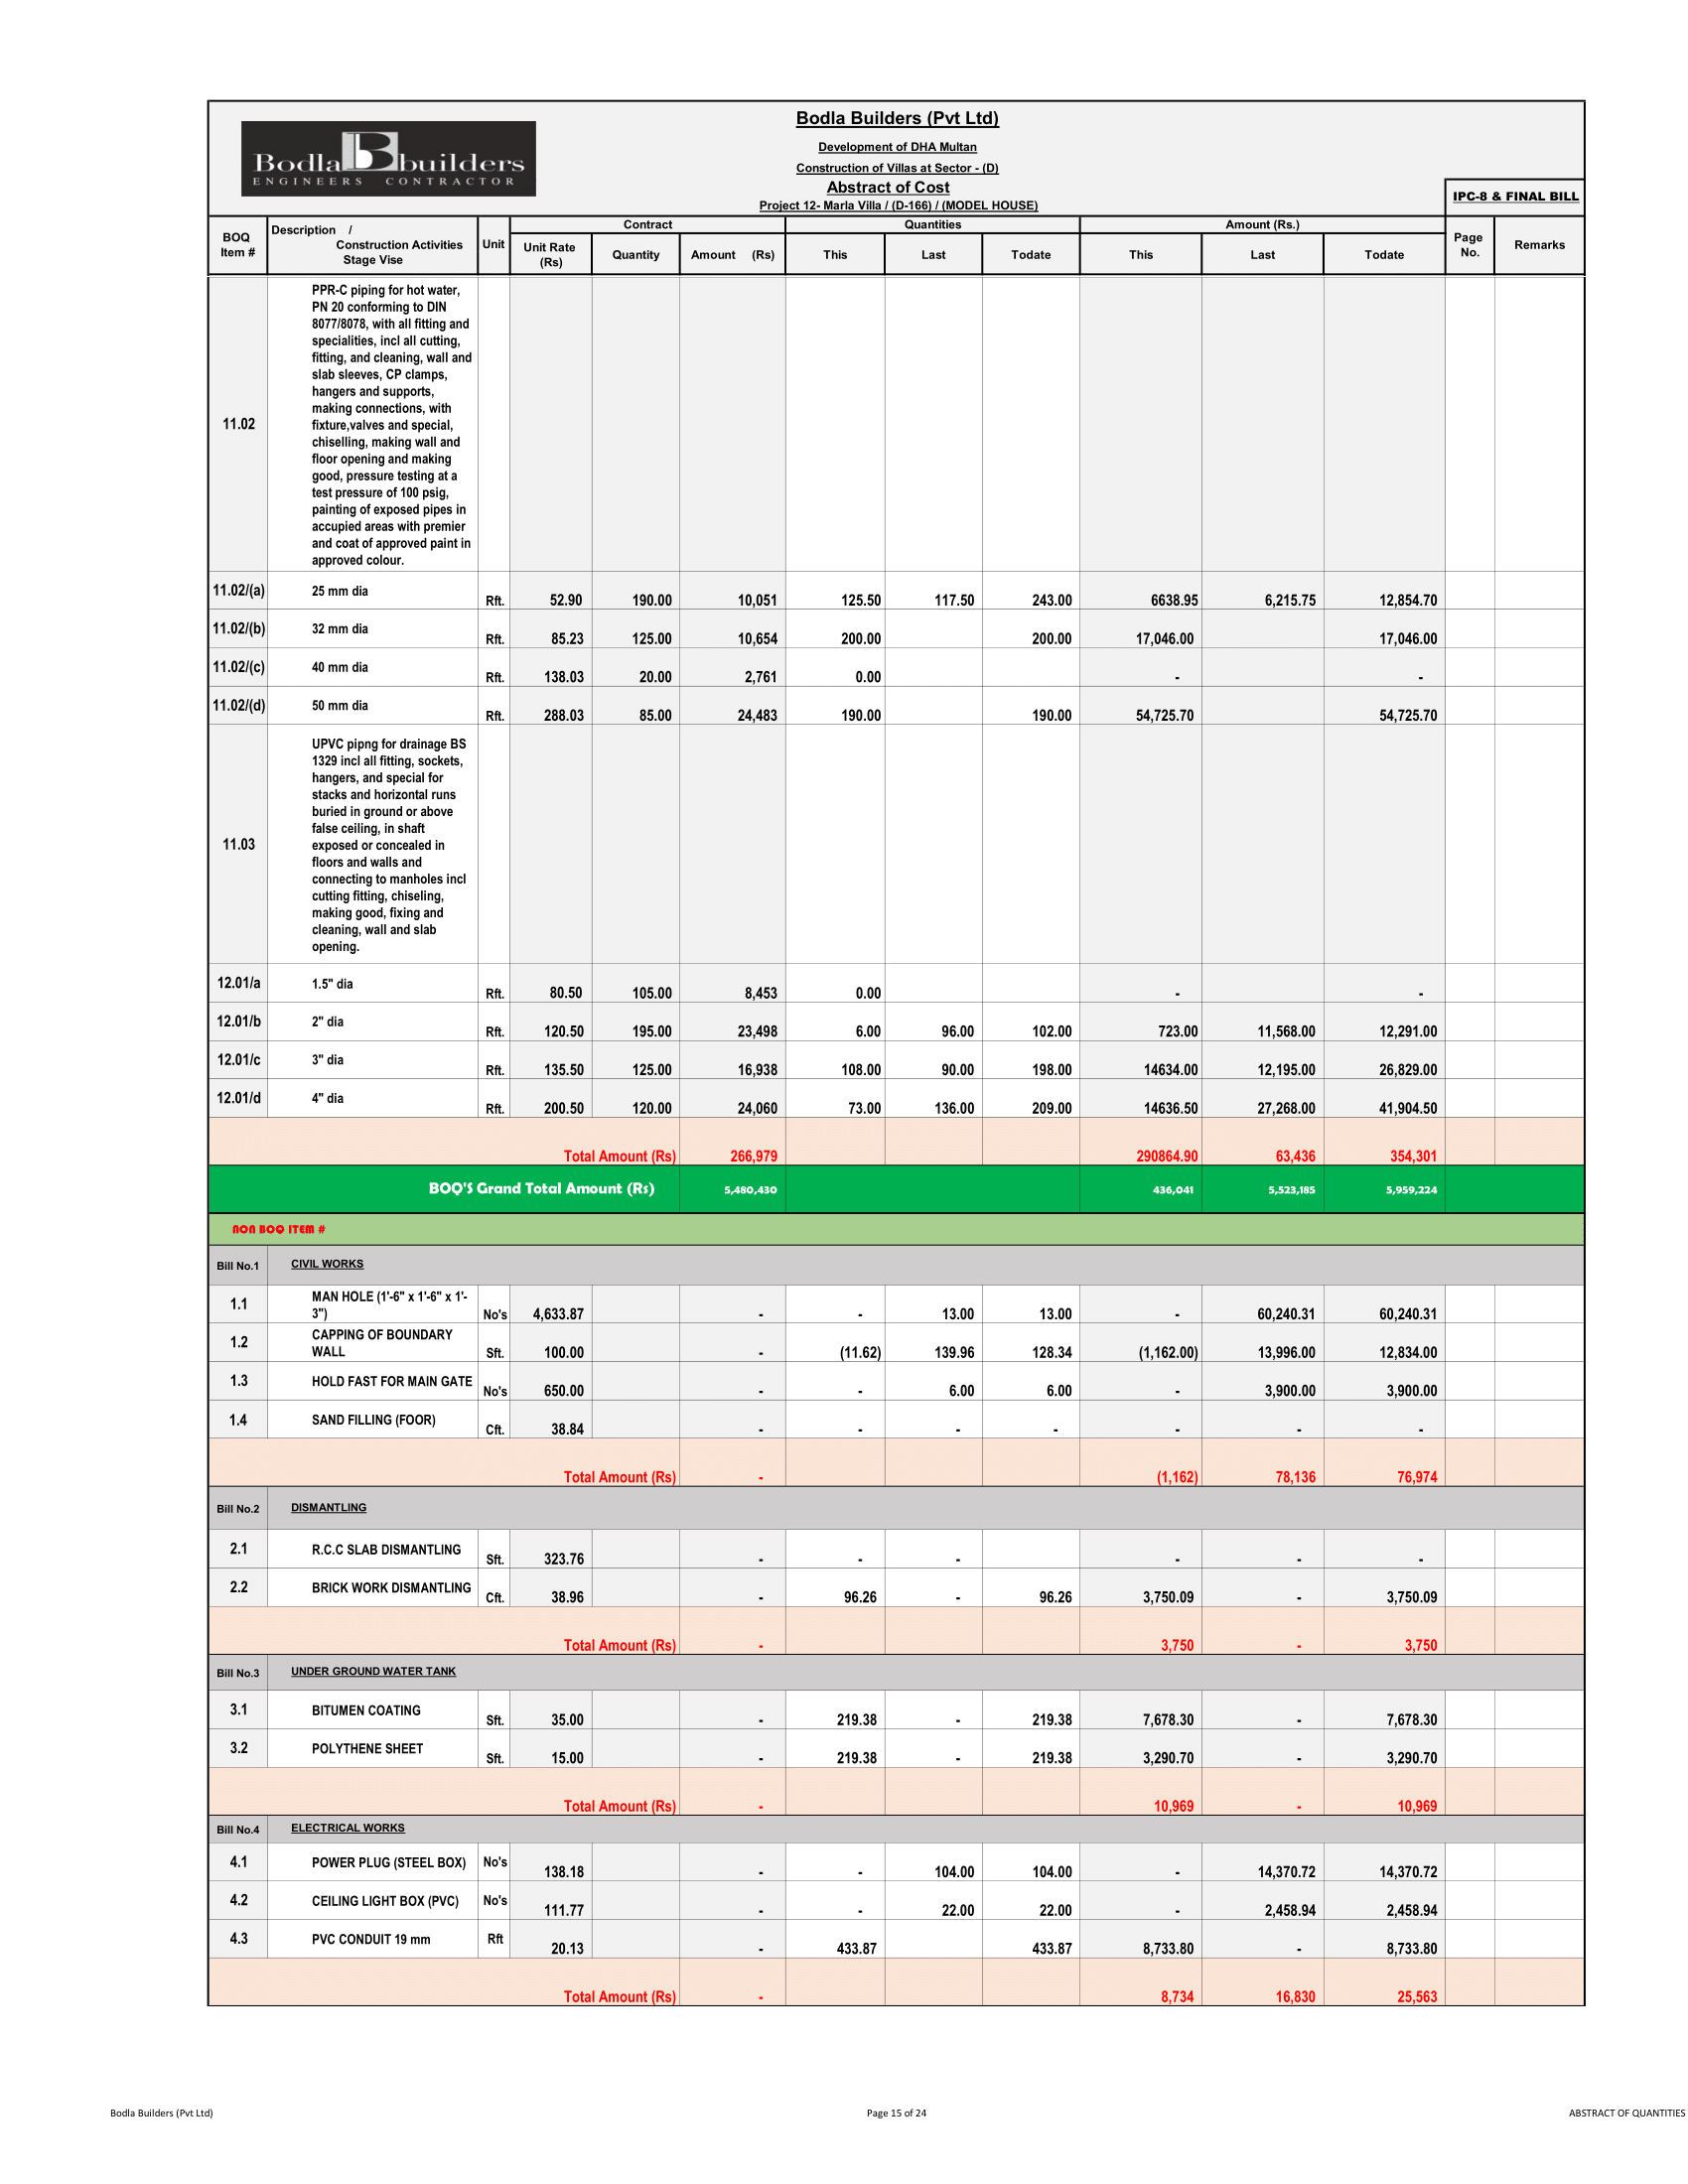 Bodla Builders (Pvt Ltd)
Bodla Bbuilders
ENGINEERS CONTRACTOR
Development of DHA Multan
Construction of Villas at Sector - (D)
Abstract of Cost
Project 12- Marla Villa / (D-166) / (MODEL HOUSE)
IPC-8 & FINAL BILL
BOQ Item # Description / Construction Activities Stage Vise Unit Contract Quantities Amount (Rs.) Page No. Remarks
Unit Rate (Rs) Quantity Amount (Rs) This Last Todate This Last Todate
11.02
PPR-C piping for hot water,
PN 20 conforming to DIN
8077/8078, with all fitting and
specialities, incl all cutting,
fitting, and cleaning, wall and
slab sleeves, CP clamps,
hangers and supports,
making connections, with
fixture,valves and special,
chiselling, making wall and
floor opening and making
good, pressure testing at a
test pressure of 100 psig,
painting of exposed pipes in
accupied areas with premier
and coat of approved paint in
approved colour.
11.02/(a) 25 mm dia Rft. 52.90 190.00 10,051 125.50 117.50 243.00 6638.95 6,215.75 12,854.70
11.02/(b) 32 mm dia Rft. 85.23 125.00 10,654 200.00 200.00 17,046.00 17,046.00
11.02/(c) 40 mm dia Rft. 138.03 20.00 2,761 0.00 - -
11.02/(d) 50 mm dia Rft. 288.03 85.00 24,483 190.00 190.00 54,725.70 54,725.70
11.03
UPVC pipng for drainage BS
1329 incl all fitting, sockets,
hangers, and special for
stacks and horizontal runs
buried in ground or above
false ceiling, in shaft
exposed or concealed in
floors and walls and
connecting to manholes incl
cutting fitting, chiseling,
making good, fixing and
cleaning, wall and slab
opening.
12.01/a 1.5" dia Rft. 80.50 105.00 8,453 0.00 - -
12.01/b 2" dia Rft. 120.50 195.00 23,498 6.00 96.00 102.00 723.00 11,568.00 12,291.00
12.01/c 3" dia Rft. 135.50 125.00 16,938 108.00 90.00 198.00 14634.00 12,195.00 26,829.00
12.01/d 4" dia Rft. 200.50 120.00 24,060 73.00 136.00 209.00 14636.50 27,268.00 41,904.50
Total Amount (Rs) 266,979 290864.90 63,436 354,301
BOQ'S Grand Total Amount (Rs) 5,480,430 436,041 5,523,185 5,959,224
NON BOQ ITEM #
Bill No.1 CIVIL WORKS
1.1 MAN HOLE (1'-6" x 1'-6" x 1'-3") No's 4,633.87 - - 13.00 13.00 - 60,240.31 60,240.31
1.2 CAPPING OF BOUNDARY WALL Sft. 100.00 - (11.62) 139.96 128.34 (1,162.00) 13,996.00 12,834.00
1.3 HOLD FAST FOR MAIN GATE No's 650.00 - - 6.00 6.00 - 3,900.00 3,900.00
1.4 SAND FILLING (FOOR) Cft. 38.84 - - - - - - -
Total Amount (Rs) - (1,162) 78,136 76,974
Bill No.2 DISMANTLING
2.1 R.C.C SLAB DISMANTLING Sft. 323.76 - - - - - -
2.2 BRICK WORK DISMANTLING Cft. 38.96 - 96.26 - 96.26 3,750.09 - 3,750.09
Total Amount (Rs) - 3,750 - 3,750
Bill No.3 UNDER GROUND WATER TANK
3.1 BITUMEN COATING Sft. 35.00 - 219.38 - 219.38 7,678.30 - 7,678.30
3.2 POLYTHENE SHEET Sft. 15.00 - 219.38 - 219.38 3,290.70 - 3,290.70
Total Amount (Rs) - 10,969 - 10,969
Bill No.4 ELECTRICAL WORKS
4.1 POWER PLUG (STEEL BOX) No's 138.18 - - 104.00 104.00 - 14,370.72 14,370.72
4.2 CEILING LIGHT BOX (PVC) No's 111.77 - - 22.00 22.00 - 2,458.94 2,458.94
4.3 PVC CONDUIT 19 mm Rft 20.13 - 433.87 433.87 8,733.80 - 8,733.80
Total Amount (Rs) - 8,734 16,830 25,563
Bodla Builders (Pvt Ltd) Page 15 of 24 ABSTRACT OF QUANTITIES